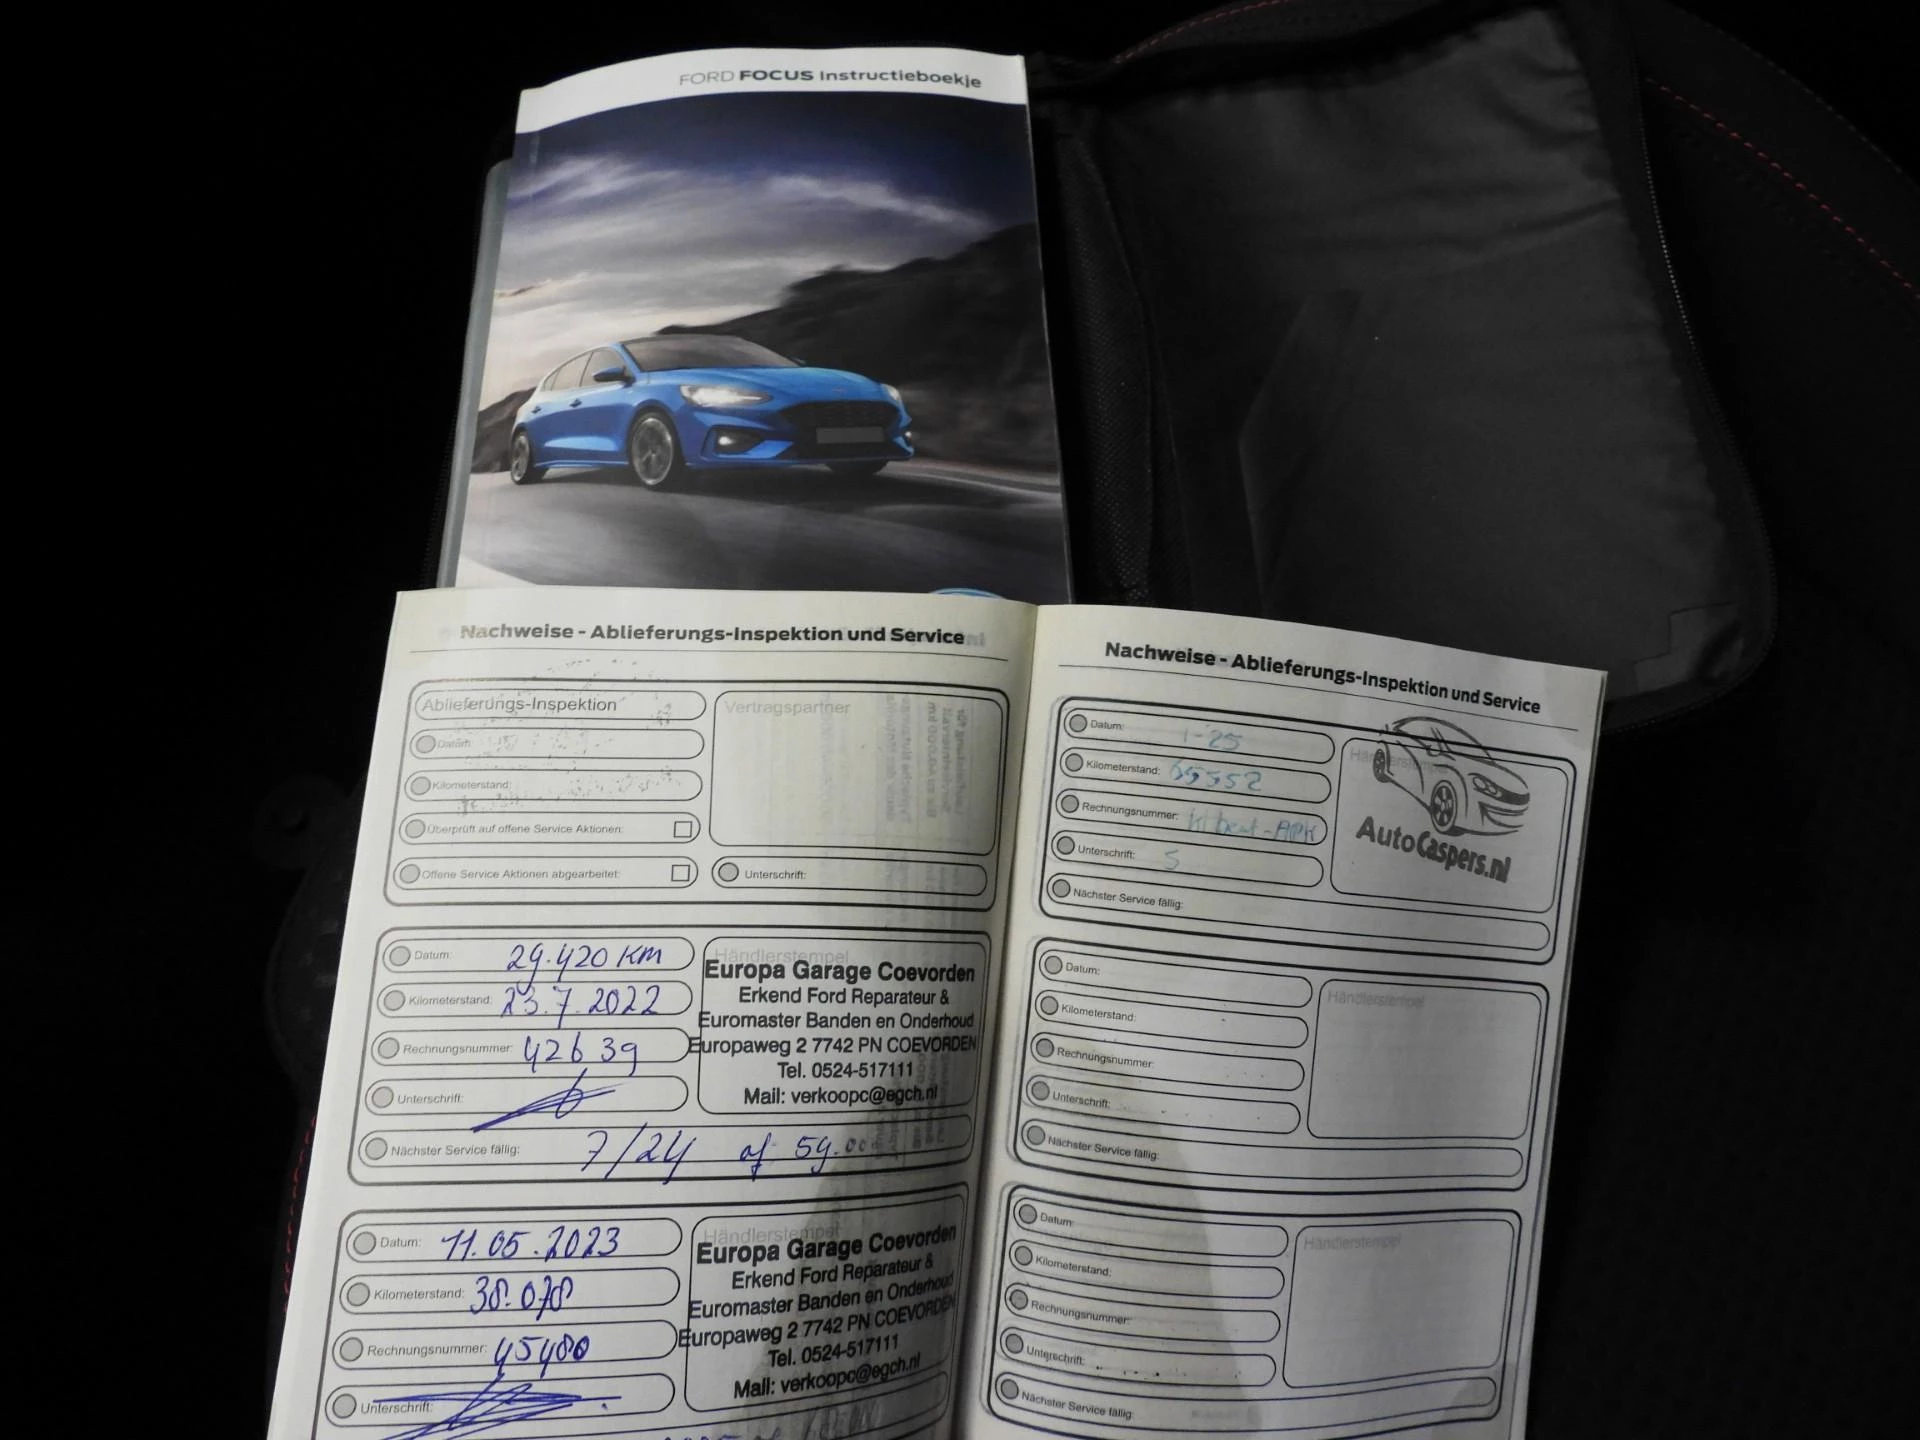 FORD FOCUS Instructieboekje
Nachweise - Ablieferungs-Inspektion und Service
Ablieferungs-Inspektion
Vertragspartner
Datum:
Kilometerstand:
Überprüft auf offene Service Aktionen:
Offene Service Aktionen abgearbeitet:
Unterschrift:
Datum: 29.420 KM
Kilometerstand: 23.7.2022
Rechnungsnummer: 42639
Unterschrift:
Nächster Service fällig: 7/24 of 59.00
Händlerstempel
Europa Garage Coevorden
Erkend Ford Reparateur &
Euromaster Banden en Onderhoud
Europaweg 2 7742 PN COEVORDEN
Tel. 0524-517111
Mail: verkoopc@egch.nl
Datum: 11.05.2023
Kilometerstand: 38.078
Rechnungsnummer: 45480
Unterschrift:
Händlerstempel
Europa Garage Coevorden
Erkend Ford Reparateur &
Euromaster Banden en Onderhoud
Europaweg 2 7742 PN COEVORDEN
Tel. 0524-517111
Mail: verkoopc@egch.nl
Nachweise - Ablieferungs-Inspektion und Service
Datum: 1-25
Kilometerstand: 65552
Rechnungsnummer: Kl beurt-APK
Unterschrift: S
Nächster Service fällig:
Händlerstempel
AutoCaspers.nl
Datum:
Kilometerstand:
Rechnungsnummer:
Unterschrift:
Nächster Service fällig:
Händlerstempel
Datum:
Kilometerstand:
Rechnungsnummer:
Unterschrift:
Nächster Service fällig:
Händlerstempel